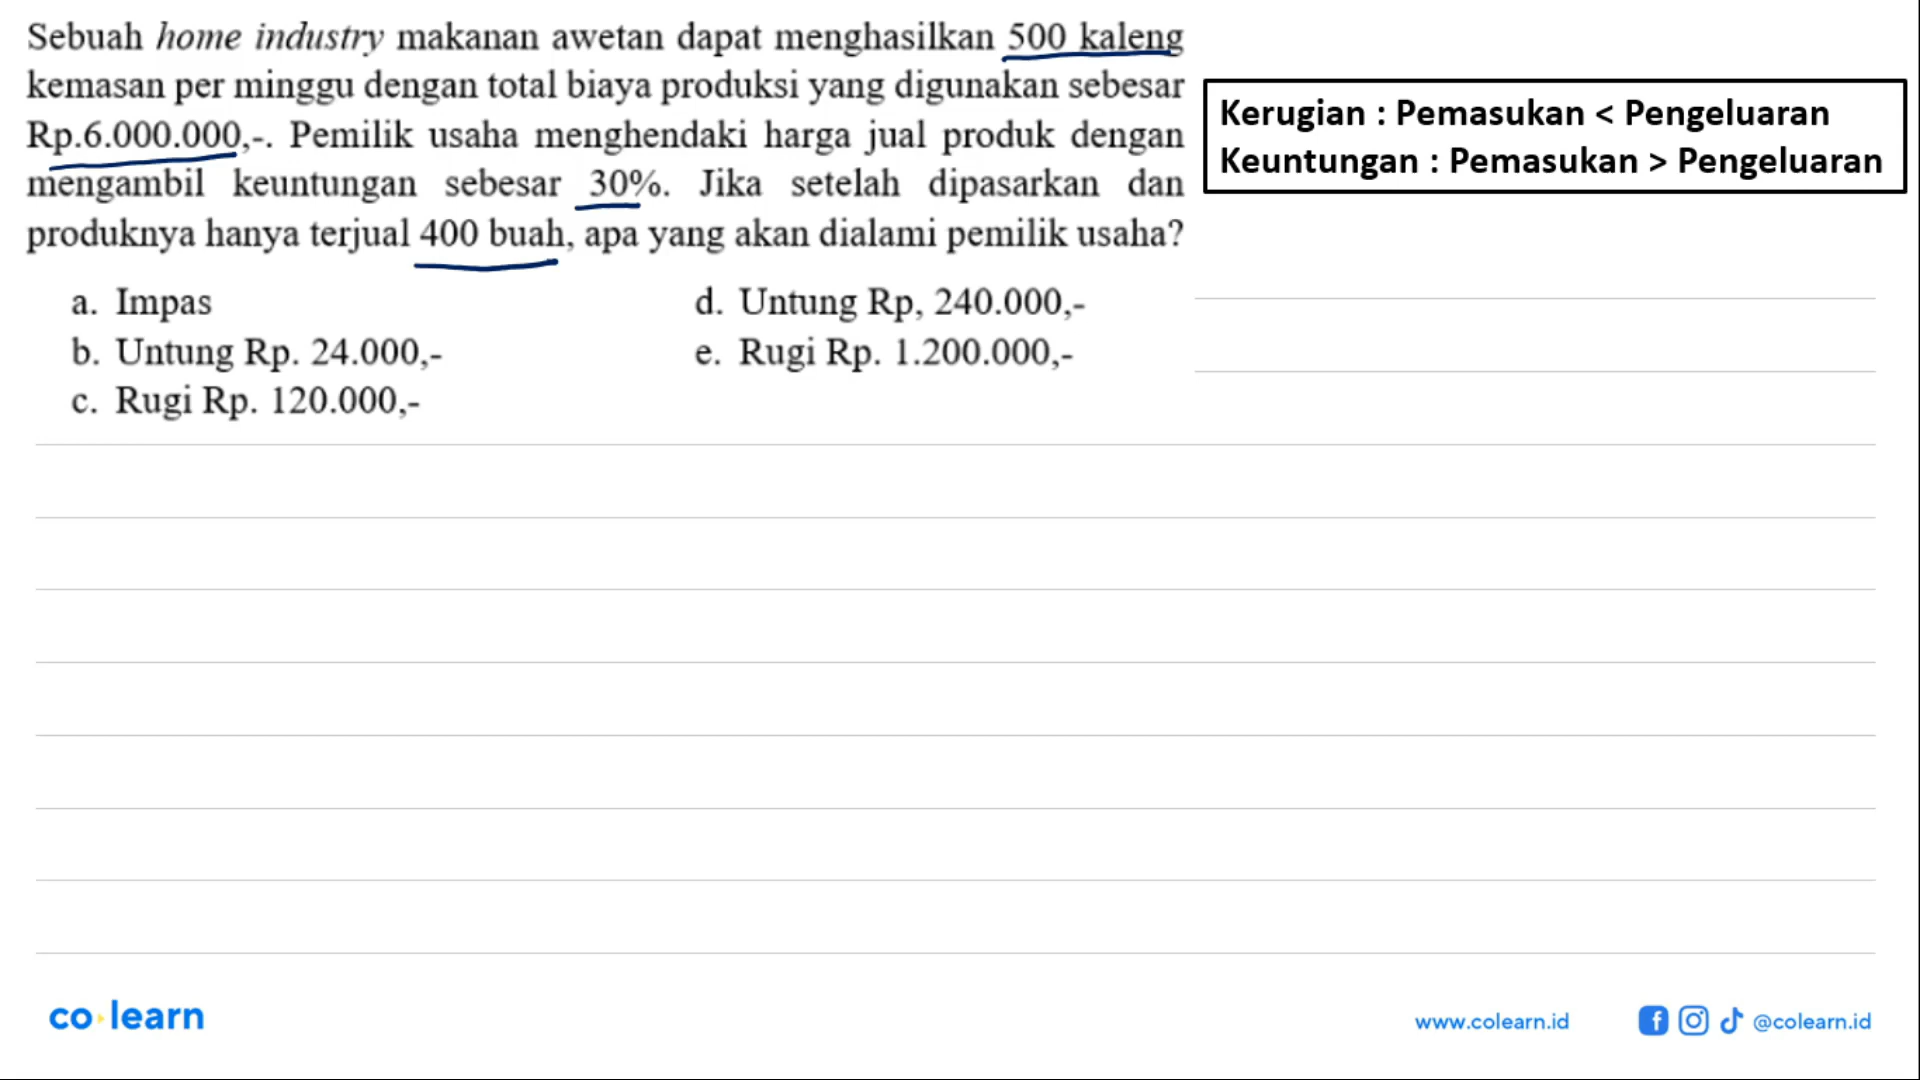 Sebuah home industry makanan awetan dapat menghasilkan 500 kaleng
kemasan per minggu dengan total biaya produksi yang digunakan sebesar
Rp.6.000.000,-. Pemilik usaha menghendaki harga jual produk dengan
mengambil keuntungan sebesar 30%. Jika setelah dipasarkan dan
produknya hanya terjual 400 buah, apa yang akan dialami pemilik usaha?
a. Impas
b. Untung Rp. 24.000,-
c. Rugi Rp. 120.000,-
d. Untung Rp, 240.000,-
e. Rugi Rp. 1.200.000,-
Kerugian : Pemasukan < Pengeluaran
Keuntungan : Pemasukan > Pengeluaran
co learn
www.colearn.id
@colearn.id